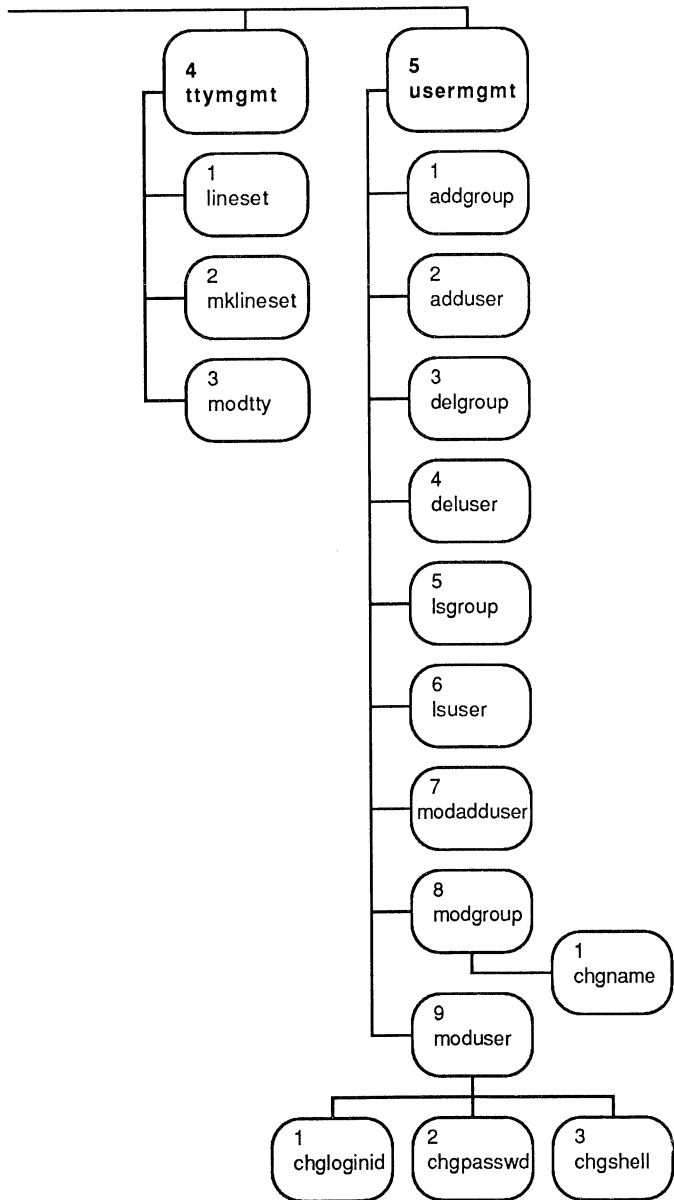 4
ttymgmt
1
lineset
2
mklineset
3
modtty
5
usermgmt
1
addgroup
2
adduser
3
delgroup
4
deluser
5
lsgroup
6
lsuser
7
modadduser
8
modgroup
1
chgname
9
moduser
1
chgloginid
2
chgpasswd
3
chgshell